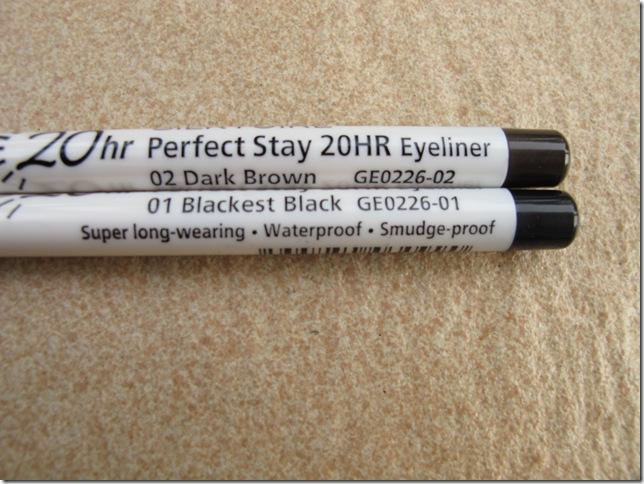 20hr Perfect Stay 20HR Eyeliner
02 Dark Brown GE0226-02
01 Blackest Black GE0226-01
Super long-wearing • Waterproof • Smudge-proof